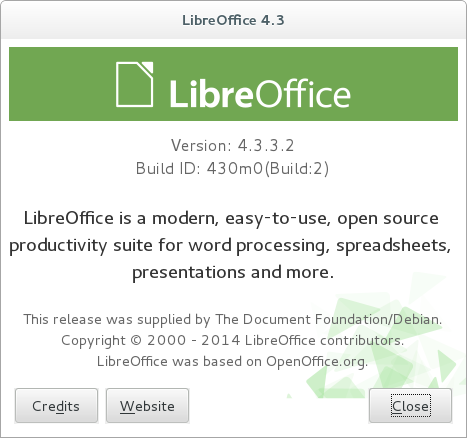 LibreOffice 4.3
LibreOffice
Version: 4.3.3.2
Build ID: 430m0(Build:2)
LibreOffice is a modern, easy-to-use, open source
productivity suite for word processing, spreadsheets,
presentations and more.
This release was supplied by The Document Foundation/Debian.
Copyright © 2000 - 2014 LibreOffice contributors.
LibreOffice was based on OpenOffice.org.
Credits Website Close